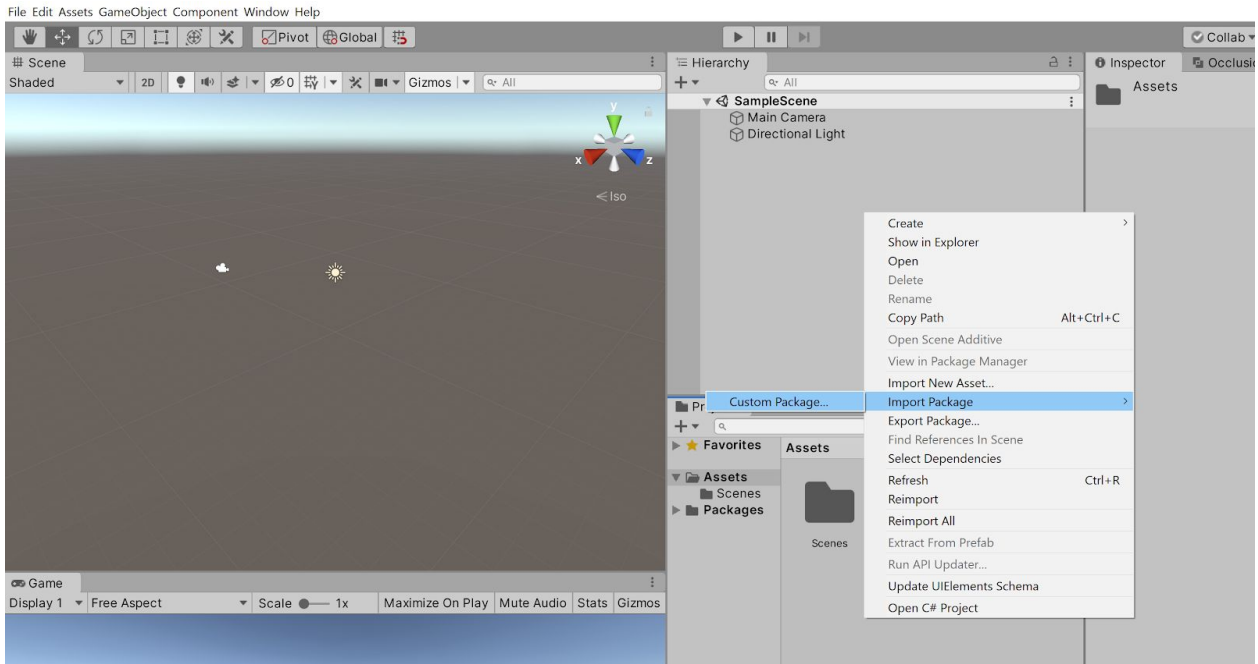 File Edit Assets GameObject Component Window Help
Pivot Global Collab
Scene
Shaded 2D 0 Gizmos All
y
x z
Iso
Game
Display 1 Free Aspect Scale 1x Maximize On Play Mute Audio Stats Gizmos
Hierarchy
All
SampleScene
Main Camera
Directional Light
Inspector
Assets
Create
Show in Explorer
Open
Delete
Rename
Copy Path Alt+Ctrl+C
Open Scene Additive
View in Package Manager
Import New Asset...
Custom Package... Import Package
Export Package...
Find References In Scene
Select Dependencies
Refresh Ctrl+R
Reimport
Reimport All
Extract From Prefab
Run API Updater...
Update UIElements Schema
Open C# Project
Favorites
Assets
Scenes
Packages
Assets
Scenes